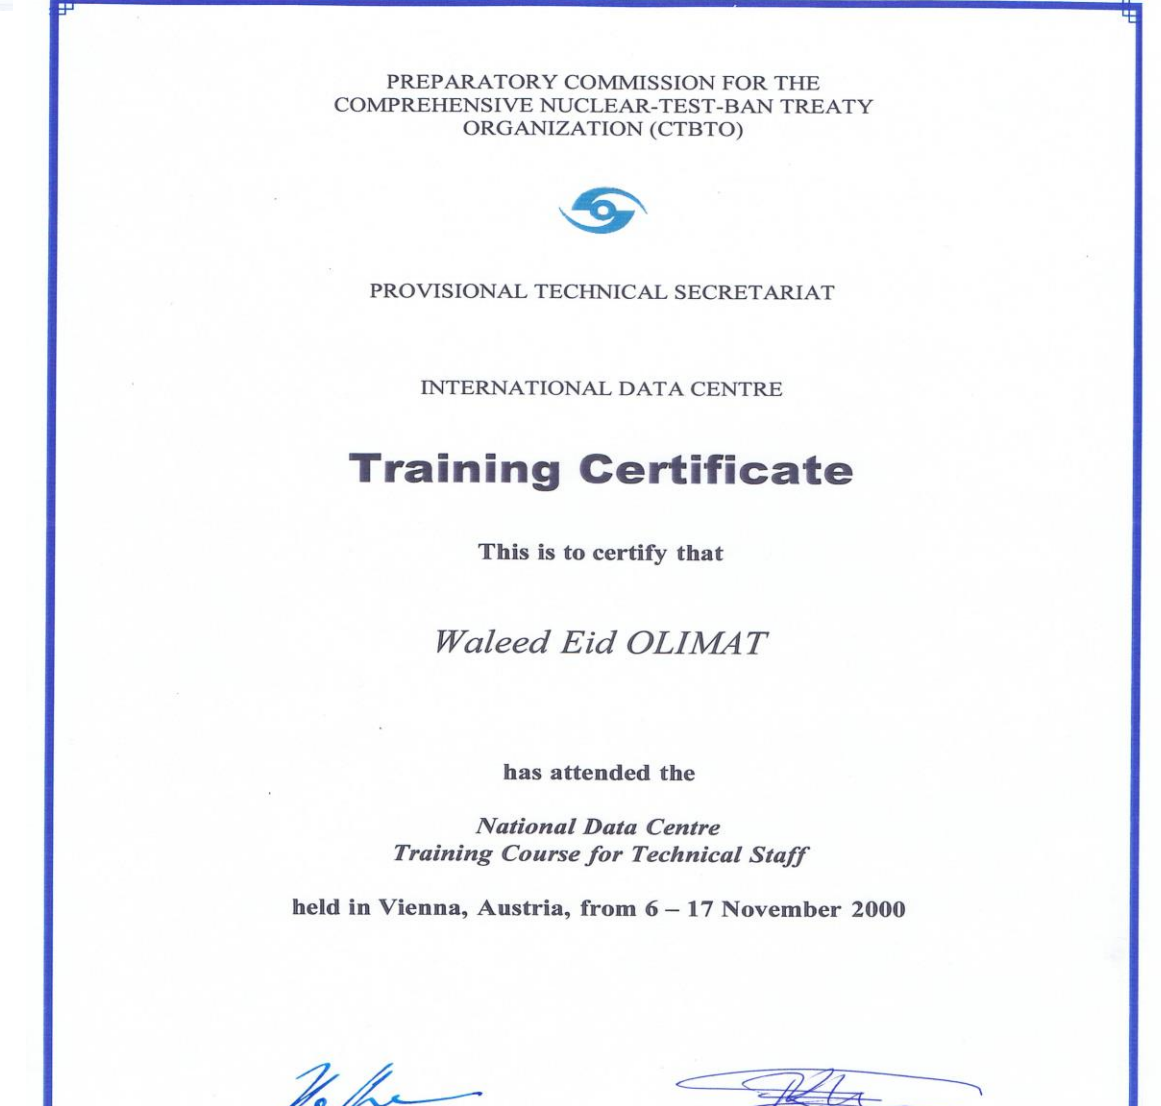 PREPARATORY COMMISSION FOR THE
COMPREHENSIVE NUCLEAR-TEST-BAN TREATY
ORGANIZATION (CTBTO)
PROVISIONAL TECHNICAL SECRETARIAT
INTERNATIONAL DATA CENTRE
Training Certificate
This is to certify that
Waleed Eid OLIMAT
has attended the
National Data Centre
Training Course for Technical Staff
held in Vienna, Austria, from 6 – 17 November 2000